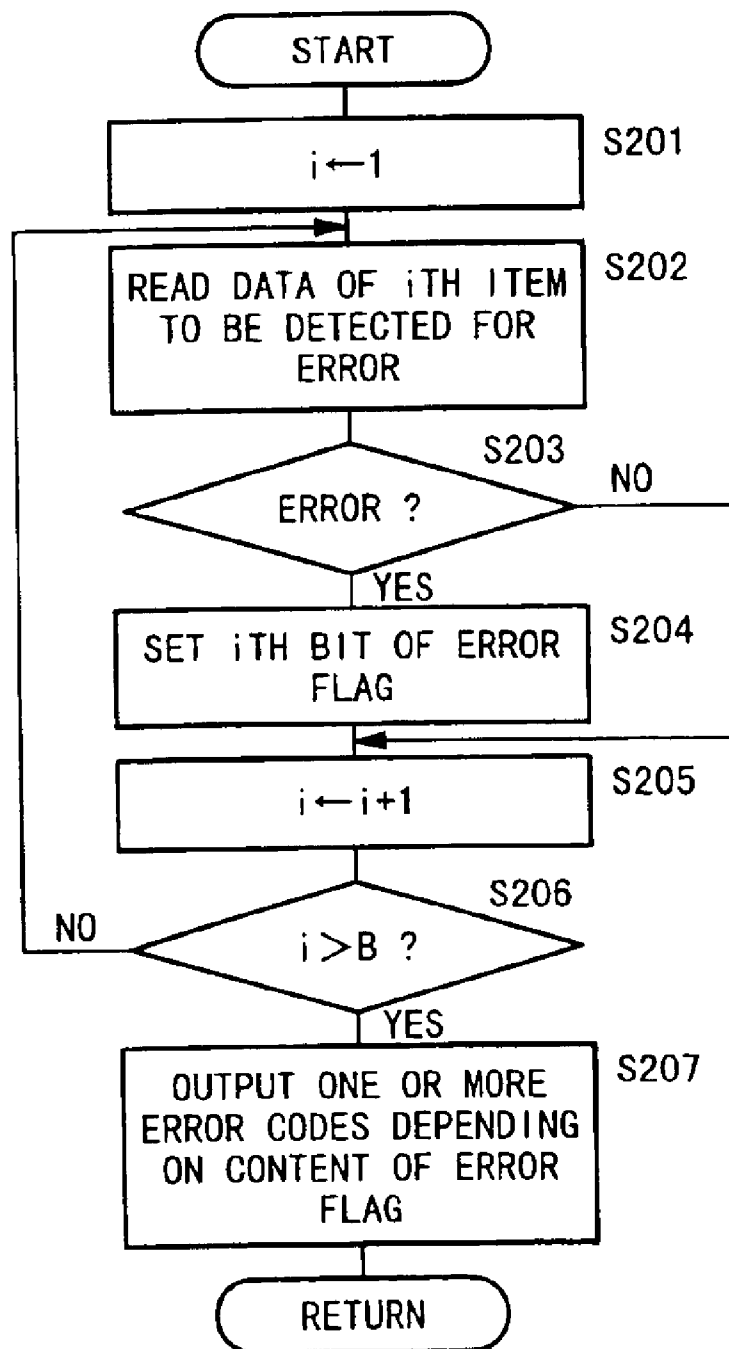 START
S201
i←1
S202
READ DATA OF iTH ITEM
TO BE DETECTED FOR
ERROR
S203
ERROR ?
NO
YES
S204
SET iTH BIT OF ERROR
FLAG
S205
i←i+1
S206
NO
i>B ?
YES
S207
OUTPUT ONE OR MORE
ERROR CODES DEPENDING
ON CONTENT OF ERROR
FLAG
RETURN